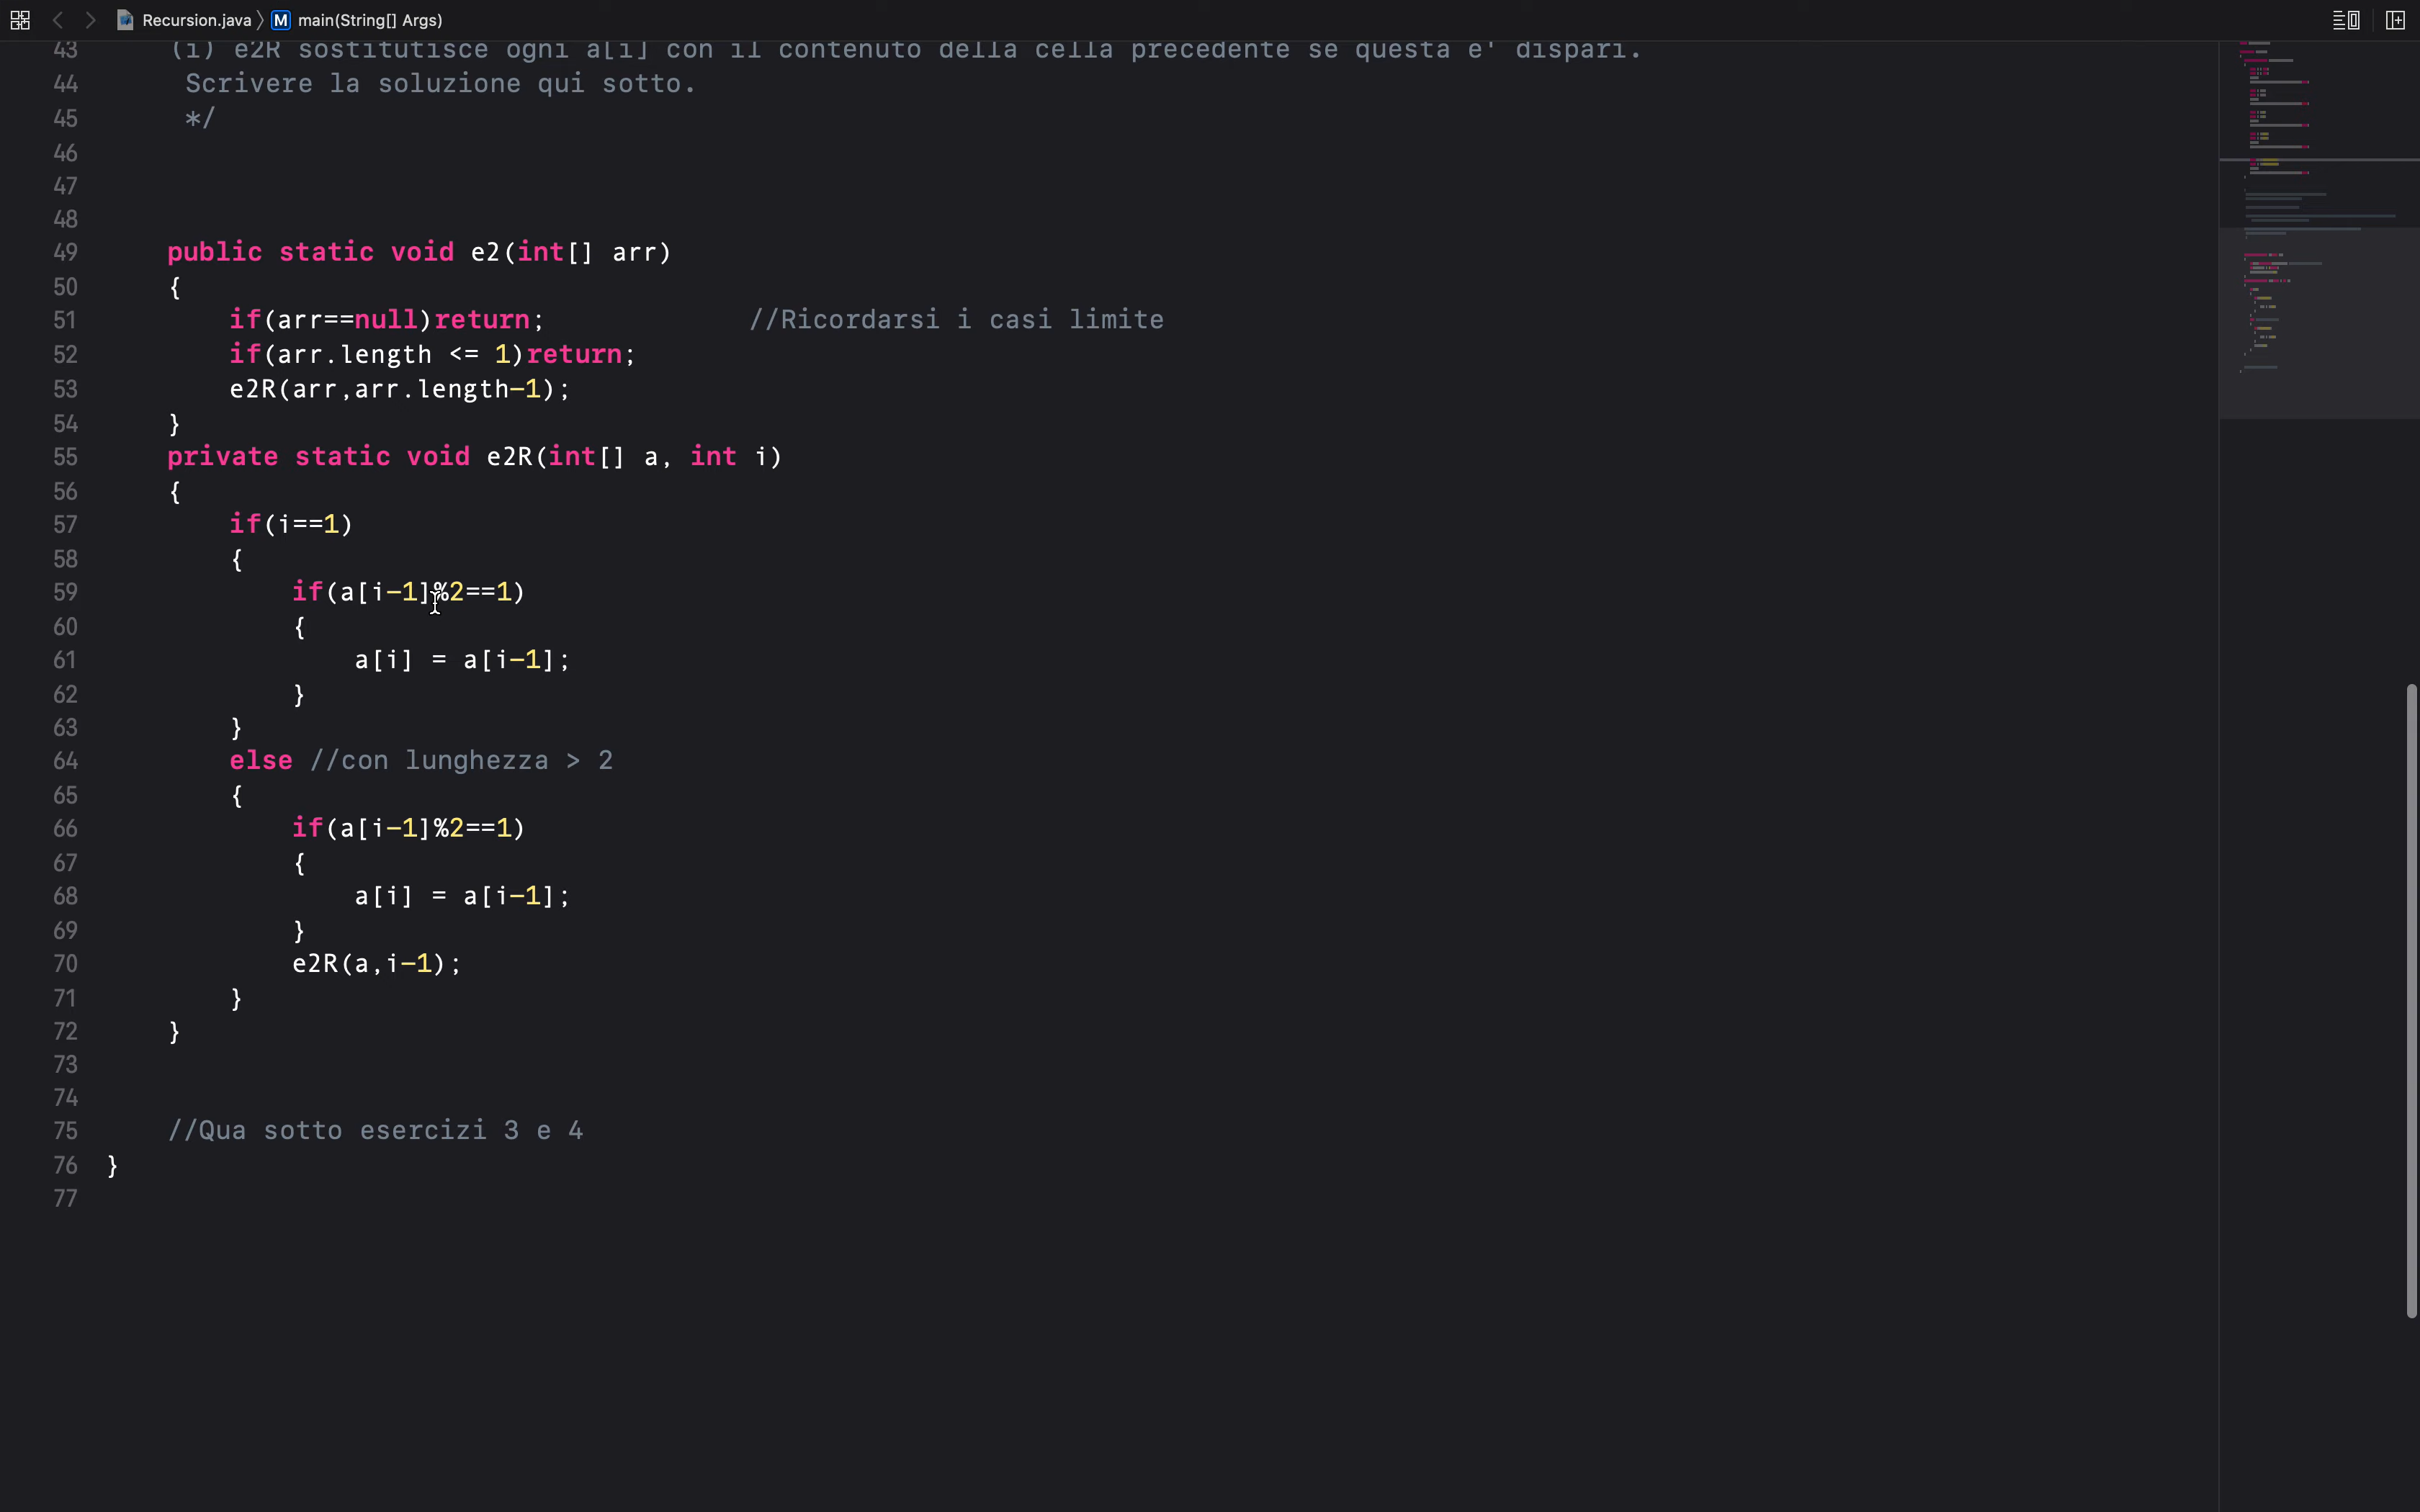 Recursion.java 〉 M main(String[] Args)
43 (i) e2R sostitutisce ogni a[i] con il contenuto della cella precedente se questa e' dispari.
44 Scrivere la soluzione qui sotto.
45 */
46
47
48
49 public static void e2(int[] arr)
50 {
51 if(arr==null)return; //Ricordarsi i casi limite
52 if(arr.length <= 1)return;
53 e2R(arr,arr.length-1);
54 }
55 private static void e2R(int[] a, int i)
56 {
57 if(i==1)
58 {
59 if(a[i-1]%2==1)
60 {
61 a[i] = a[i-1];
62 }
63 }
64 else //con lunghezza > 2
65 {
66 if(a[i-1]%2==1)
67 {
68 a[i] = a[i-1];
69 }
70 e2R(a,i-1);
71 }
72 }
73
74
75 //Qua sotto esercizi 3 e 4
76 }
77